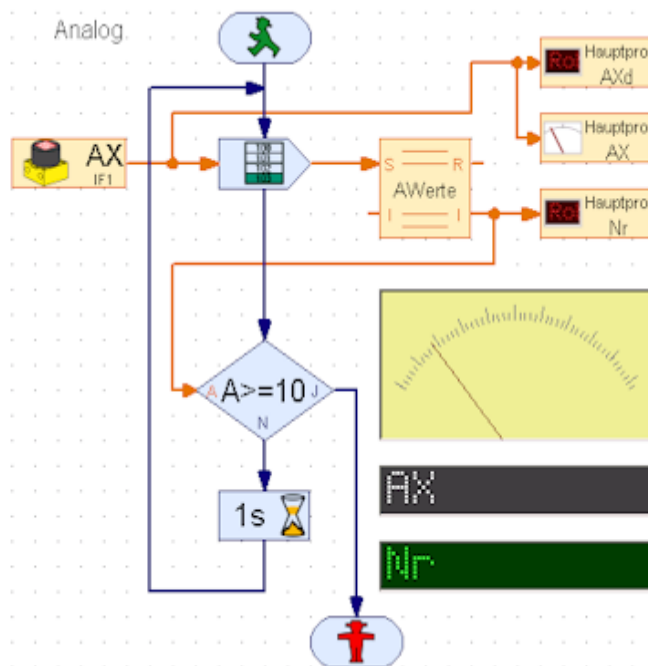 Analog
Hauptpro
AXd
AX
IF1
Hauptpro
AX
S R
AWerte
I I
Hauptpro
Nr
A A>=10 J
N
1s
AX
Nr